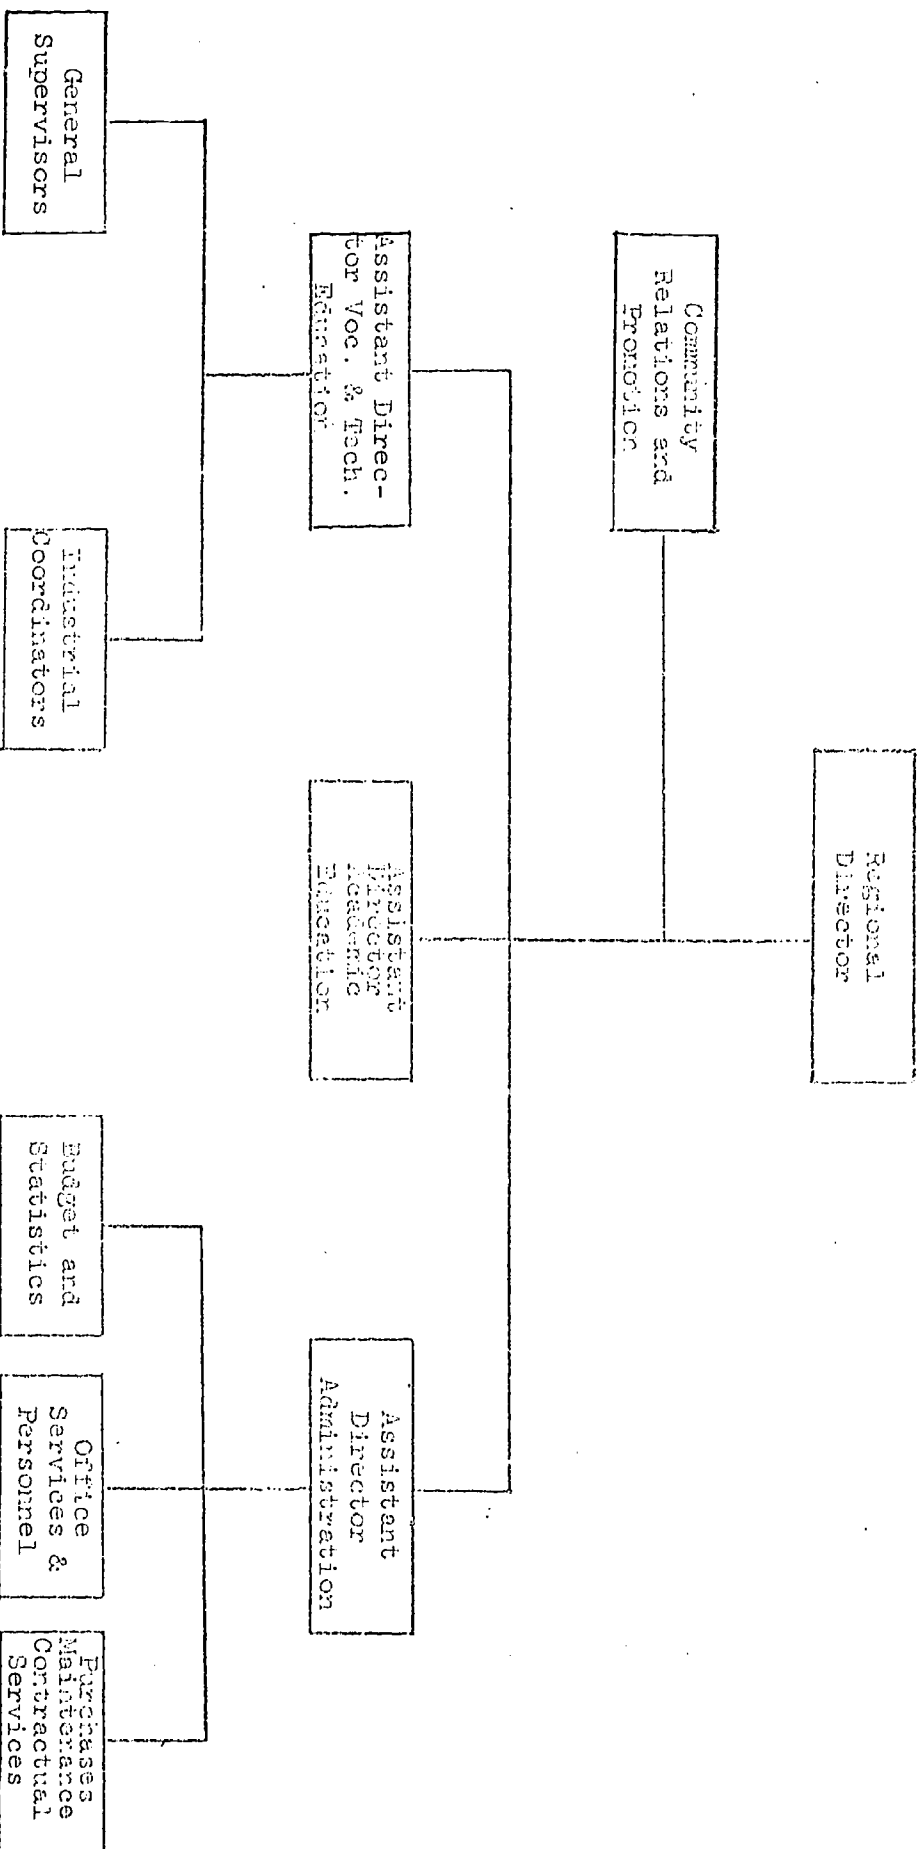 Regional
Director
Community
Relations and
Promotion
Assistant Direc-
tor Voc. & Tech.
Education
Assistant
Director
Academic
Education
Assistant
Director
Administration
General
Supervisors
Industrial
Coordinators
Budget and
Statistics
Office
Services &
Personnel
Purchases
Maintenance
Contractual
Services